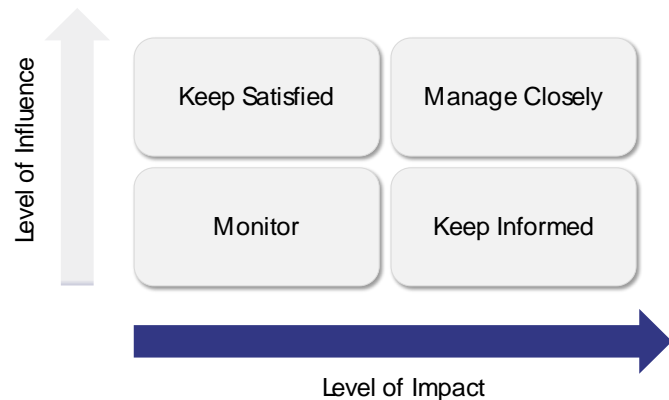 Level of Influence
Keep Satisfied
Manage Closely
Monitor
Keep Informed
Level of Impact